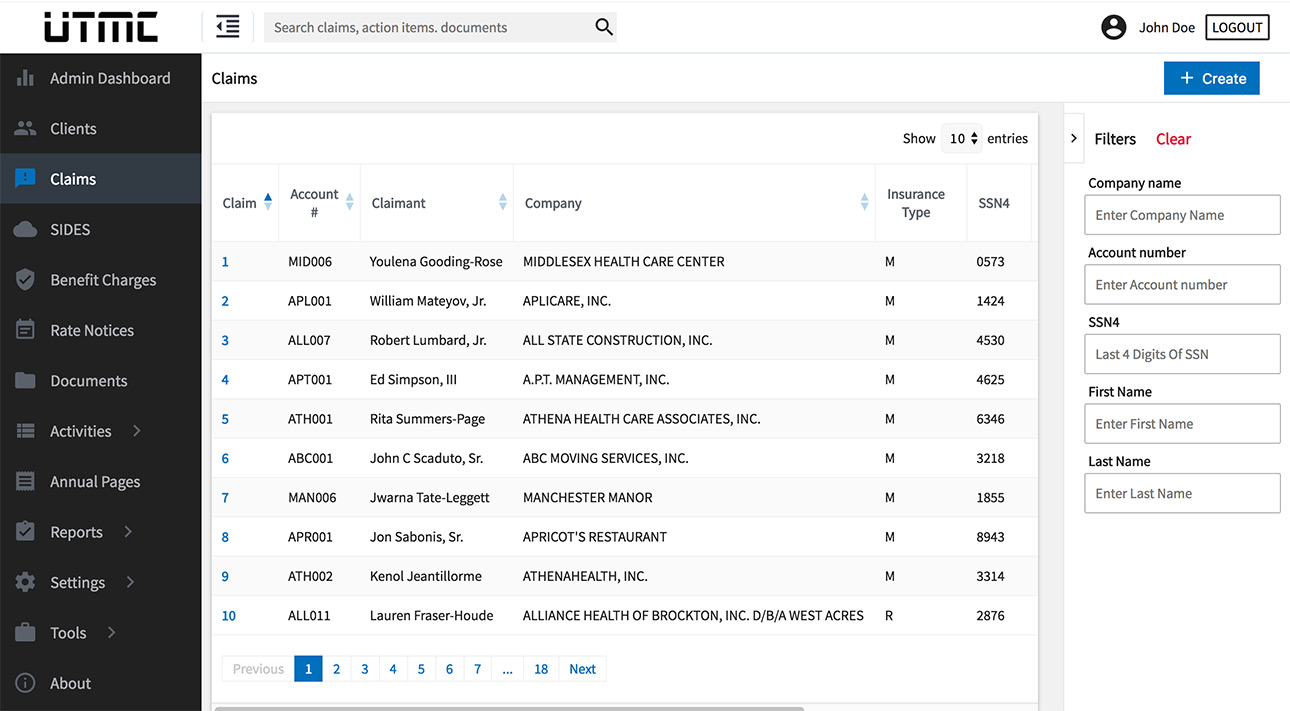 UTMC
Search claims, action items. documents
John Doe
LOGOUT
Admin Dashboard
Clients
Claims
SIDES
Benefit Charges
Rate Notices
Documents
Activities
Annual Pages
Reports
Settings
Tools
About
Claims
+ Create
Show 10 entries
Claim Account # Claimant Company Insurance Type SSN4
1 MID006 Youlena Gooding-Rose MIDDLESEX HEALTH CARE CENTER M 0573
2 APL001 William Mateyov, Jr. APLICARE, INC. M 1424
3 ALL007 Robert Lumbard, Jr. ALL STATE CONSTRUCTION, INC. M 4530
4 APT001 Ed Simpson, III A.P.T. MANAGEMENT, INC. M 4625
5 ATH001 Rita Summers-Page ATHENA HEALTH CARE ASSOCIATES, INC. M 6346
6 ABC001 John C Scaduto, Sr. ABC MOVING SERVICES, INC. M 3218
7 MAN006 Jwarna Tate-Leggett MANCHESTER MANOR M 1855
8 APR001 Jon Sabonis, Sr. APRICOT'S RESTAURANT M 8943
9 ATH002 Kenol Jeantillorme ATHENAHEALTH, INC. M 3314
10 ALL011 Lauren Fraser-Houde ALLIANCE HEALTH OF BROCKTON, INC. D/B/A WEST ACRES R 2876
Previous 1 2 3 4 5 6 7 ... 18 Next
Filters Clear
Company name
Enter Company Name
Account number
Enter Account number
SSN4
Last 4 Digits Of SSN
First Name
Enter First Name
Last Name
Enter Last Name